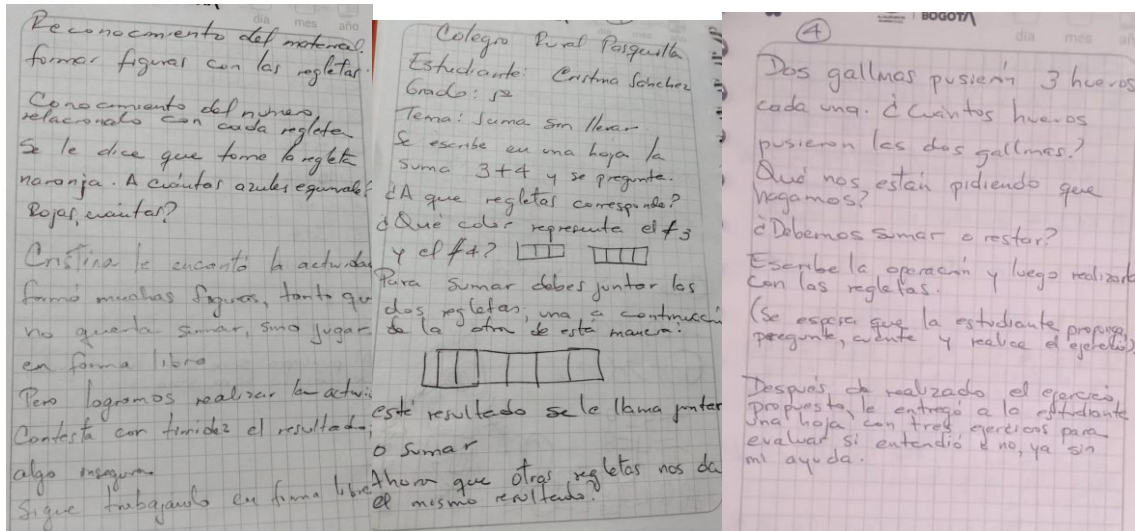 día mes año
Reconocimiento del material.
formar figuras con las regletas.
Conocimiento del numero,
relacionalo con cada regleta
Se le dice que tome la regleta
naranja. A cuántas azules equivale?
Rojas, cuántas?
Cristina le encantó la actividad
formó muchas figuras, tanto que
no quería sumar, sino jugar
en forma libre
Pero logramos realizar la activi
Contesta con timidez el resultado,
algo insegura
Sigue trabajando en forma libre
Colegio Rural Pasquilla
Estudiante: Cristina Sánchez
Grado:
Tema: Suma sin llevar.
Se escribe en una hoja la
suma 3+4 y se pregunta.
¿A que regletas corresponde?
¿Qué color representa el #3
y el #4?
Para sumar debes juntar las
dos regletas, una a
de la otra de esta manera:
este resultado se le llama juntar
o sumar
Ahora que otras regletas nos da
el mismo resultado?
BOGOTÁ
día mes añ
4
Dos gallinas pusieron 3 huevos
cada una. ¿Cuántos huevos
pusieron las dos gallinas?
Qué nos están pidiendo que
hagamos?
¿Debemos sumar o restar?
Escribe la operación y luego realizarla
con las regletas.
(Se espera que la estudiante proponga,
pregunte, cuente y realice el ejercicio)
Después de realizado el ejercicio
propuesto, le entregó a la estudiante
una hoja con tres ejercicios para
evaluar si entendió o no, ya sin
mi ayuda.